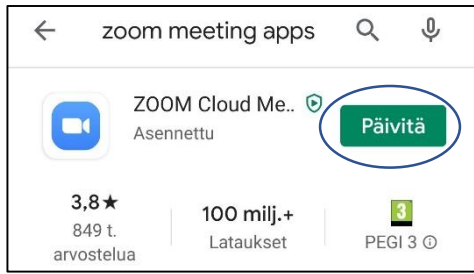 zoom meeting apps
ZOOM Cloud Me..
Asennettu
Päivitä
3,8★
849 t.
arvostelua
100 milj.+
Lataukset
3
PEGI 3